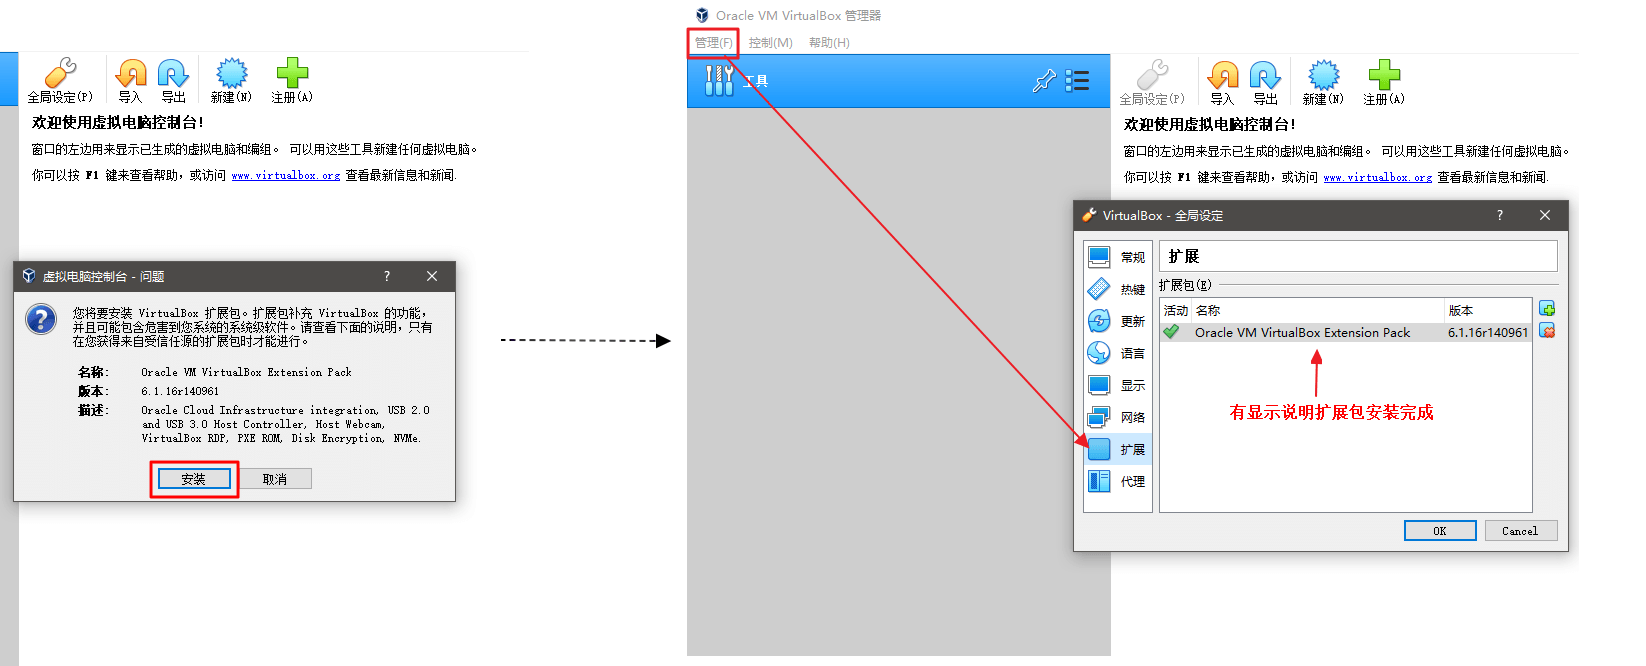 全局设定(P)
导入
导出
新建(N)
注册(A)
欢迎使用虚拟电脑控制台!
窗口的左边用来显示已生成的虚拟电脑和编组。 可以用这些工具新建任何虚拟电脑。
你可以按 F1 键来查看帮助，或访问 www.virtualbox.org 查看最新信息和新闻.
虚拟电脑控制台 - 问题
?
您将要安装 VirtualBox 扩展包。扩展包补充 VirtualBox 的功能，
并且可能包含危害到您系统的系统级软件。请查看下面的说明，只有
在您获得来自受信任源的扩展包时才能进行。
名称: Oracle VM VirtualBox Extension Pack
版本: 6.1.16r140961
描述: Oracle Cloud Infrastructure integration, USB 2.0
and USB 3.0 Host Controller, Host Webcam,
VirtualBox RDP, PXE ROM, Disk Encryption, NVMe.
安装
取消
Oracle VM VirtualBox 管理器
管理(F) 控制(M) 帮助(H)
工具
全局设定(P)
导入
导出
新建(N)
注册(A)
欢迎使用虚拟电脑控制台!
窗口的左边用来显示已生成的虚拟电脑和编组。 可以用这些工具新建任何虚拟电脑。
你可以按 F1 键来查看帮助，或访问 www.virtualbox.org 查看最新信息和新闻.
VirtualBox - 全局设定
?
常规
热键
更新
语言
显示
网络
扩展
代理
扩展
扩展包(E)
活动 名称 版本
Oracle VM VirtualBox Extension Pack 6.1.16r140961
有显示说明扩展包安装完成
OK
Cancel